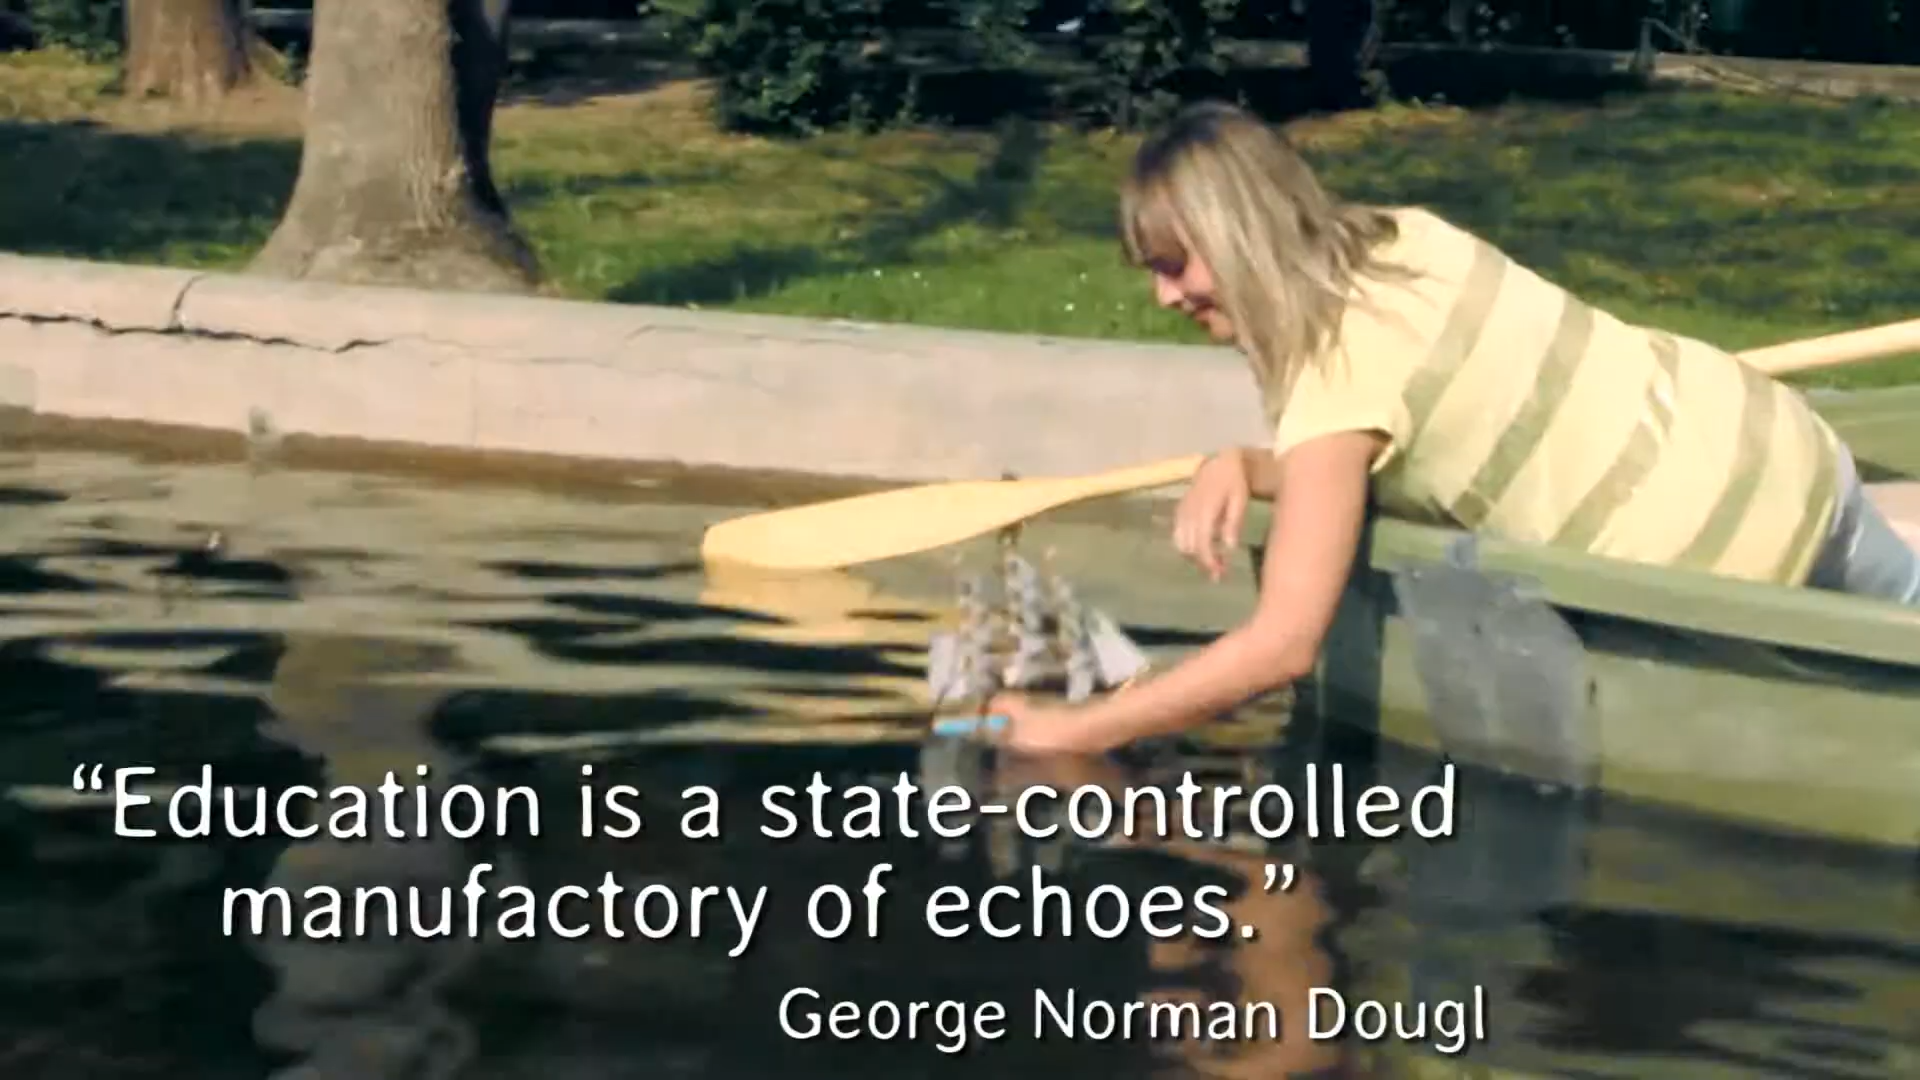 “Education is a state-controlled
manufactory of echoes.”
George Norman Dougl